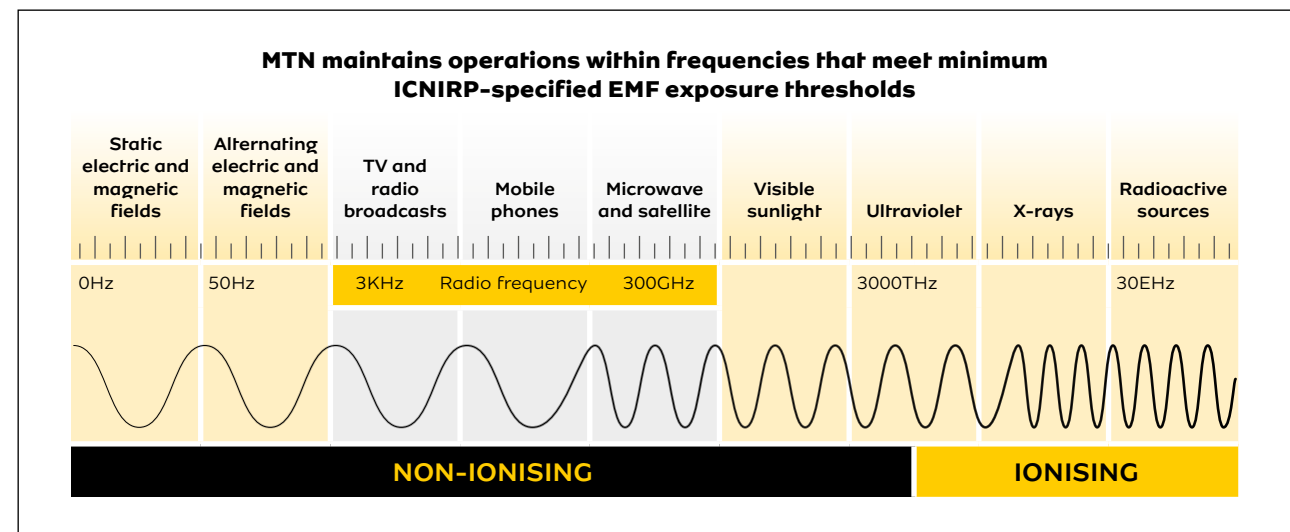 MTN maintains operations within frequencies that meet minimum
ICNIRP-specified EMF exposure thresholds
Static
electric and
magnetic
fields
Alternating
electric and
magnetic
fields
TV and
radio
broadcasts
Mobile
phones
Microwave
and satellite
Visible
sunlight
Ultraviolet
X-rays
Radioactive
sources
0Hz
50Hz
3KHz
Radio frequency
300GHz
3000THz
30EHz
NON-IONISING
IONISING